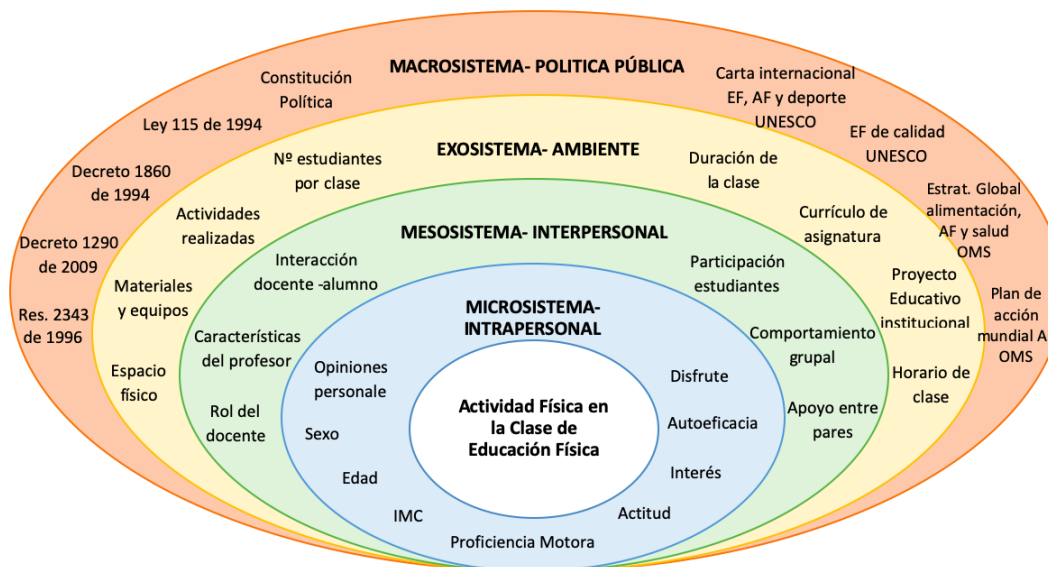 MACROSISTEMA- POLITICA PÚBLICA
Constitución
Política
Ley 115 de 1994
Decreto 1860
de 1994
Decreto 1290
de 2009
Res. 2343
de 1996
Carta internacional
EF, AF y deporte
UNESCO
EF de calidad
UNESCO
Estrat. Global
alimentación,
AF y salud
OMS
Plan de
acción
mundial A
OMS
EXOSISTEMA- AMBIENTE
Nº estudiantes
por clase
Actividades
realizadas
Materiales
y equipos
Espacio
físico
Duración de
la clase
Currículo de
asignatura
Proyecto
Educativo
institucional
Horario de
clase
MESOSISTEMA- INTERPERSONAL
Interacción
docente -alumno
Características
del profesor
Rol del
docente
Participación
estudiantes
Comportamiento
grupal
Apoyo entre
pares
MICROSISTEMA-
INTRAPERSONAL
Opiniones
personale
Sexo
Edad
IMC
Proficiencia Motora
Disfrute
Autoeficacia
Interés
Actitud
Actividad Física en
la Clase de
Educación Física